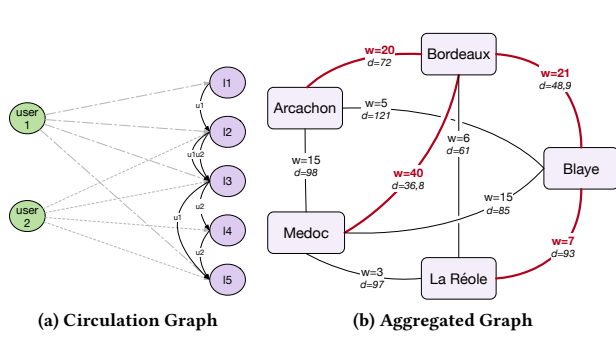 user
1
user
2
l1
l2
l3
l4
l5
u1
u1u2
u2
u1
u2
(a) Circulation Graph
Bordeaux
Arcachon
Blaye
Medoc
La Réole
w=20
d=72
w=21
d=48,9
w=5
d=121
w=6
d=61
w=15
d=98
w=40
d=36,8
w=15
d=85
w=7
d=93
w=3
d=97
(b) Aggregated Graph